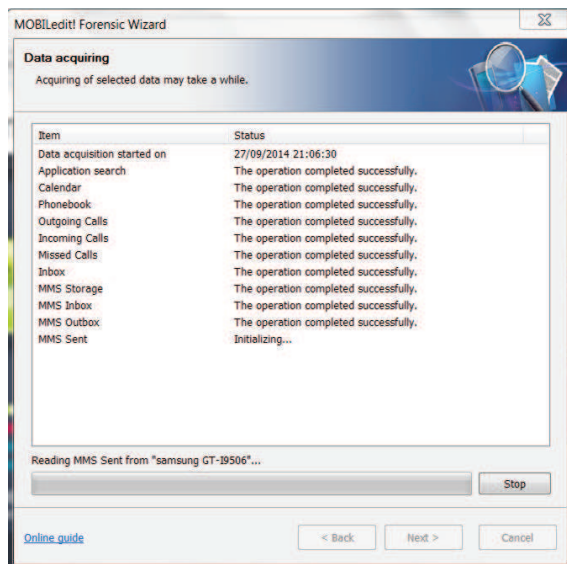 MOBILedit! Forensic Wizard
Data acquiring
Acquiring of selected data may take a while.
Item Status
Data acquisition started on 27/09/2014 21:06:30
Application search The operation completed successfully.
Calendar The operation completed successfully.
Phonebook The operation completed successfully.
Outgoing Calls The operation completed successfully.
Incoming Calls The operation completed successfully.
Missed Calls The operation completed successfully.
Inbox The operation completed successfully.
MMS Storage The operation completed successfully.
MMS Inbox The operation completed successfully.
MMS Outbox The operation completed successfully.
MMS Sent Initializing...
Reading MMS Sent from "samsung GT-I9506"...
Stop
Online guide < Back Next > Cancel